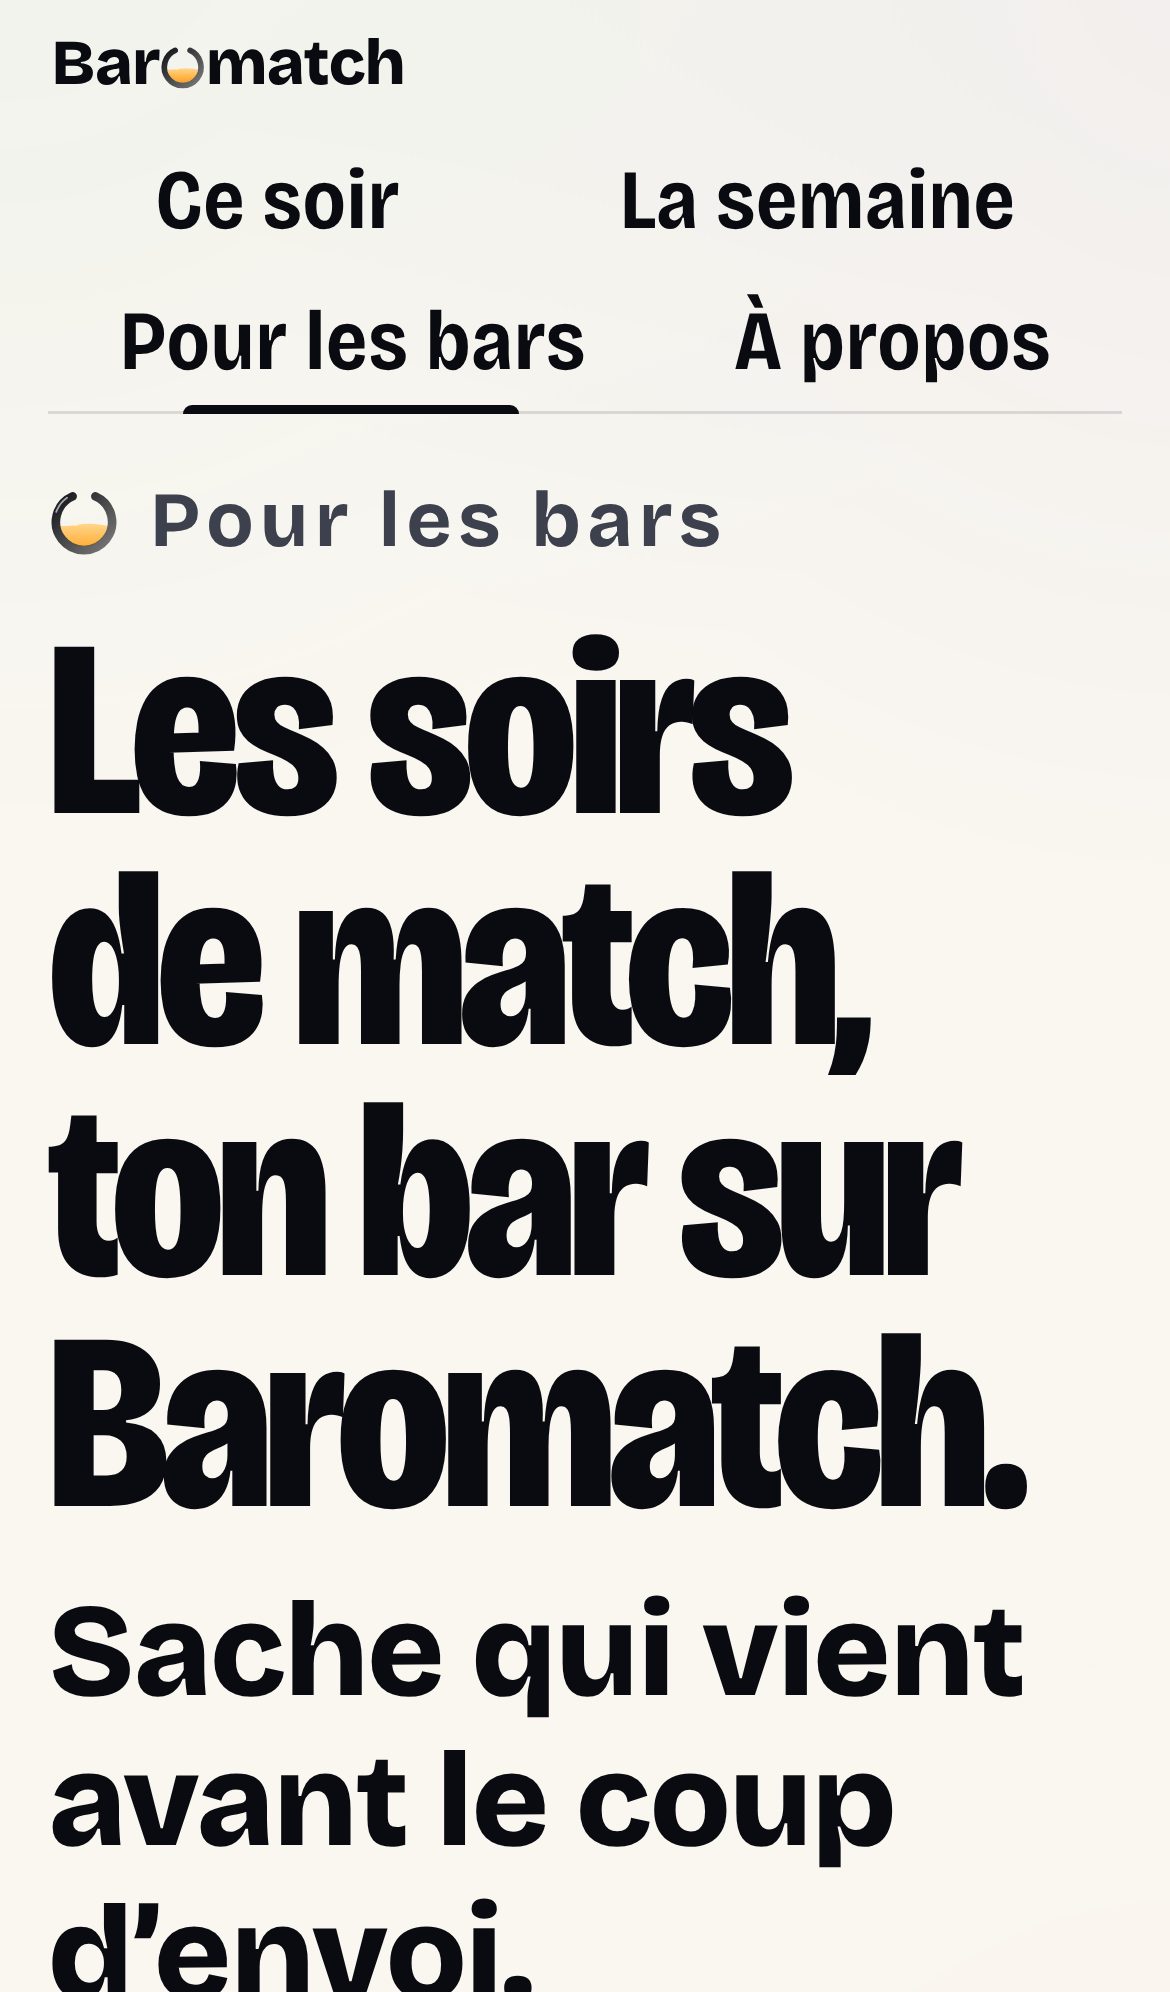 Baromatch
Ce soir La semaine
Pour les bars À propos
Pour les bars
Les soirs
de match,
ton bar sur
Baromatch.
Sache qui vient
avant le coup
d’envoi.